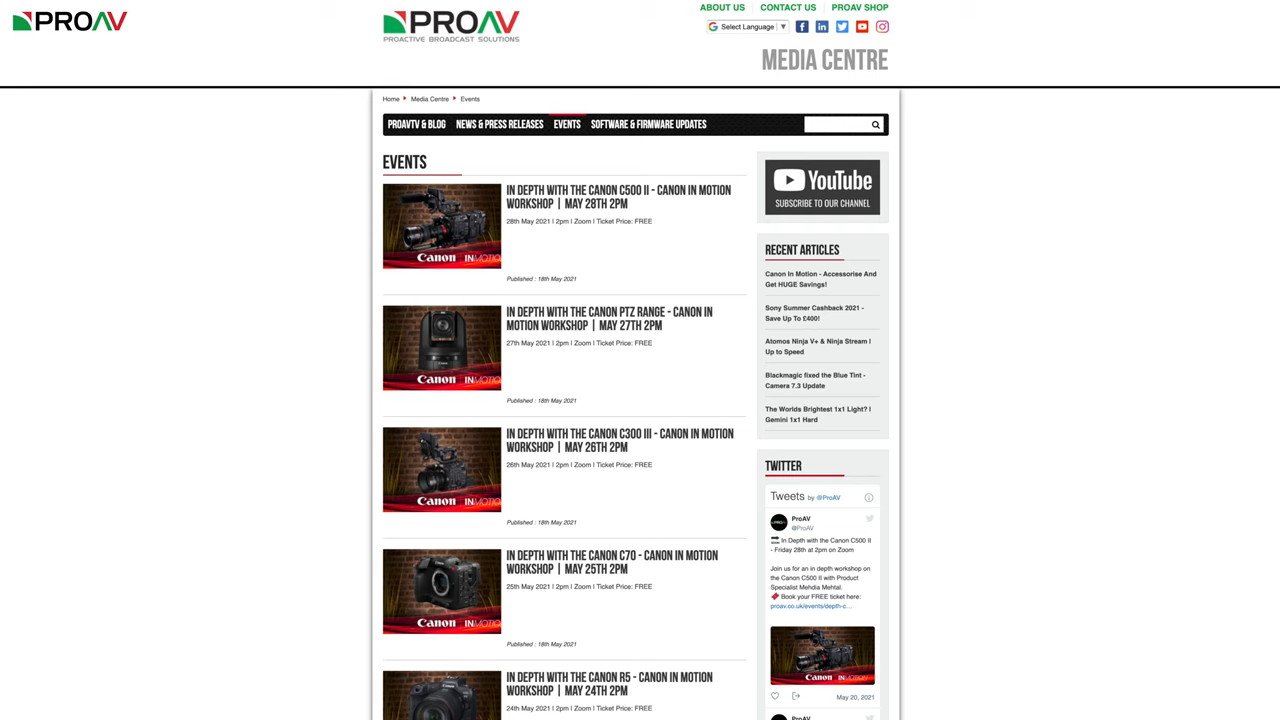 PROAV
PROAV
PROACTIVE BROADCAST SOLUTIONS
ABOUT US
CONTACT US
PROAV SHOP
Select Language ▼
MEDIA CENTRE
Home
Media Centre
Events
PROAVTV & BLOG
NEWS & PRESS RELEASES
EVENTS
SOFTWARE & FIRMWARE UPDATES
EVENTS
IN DEPTH WITH THE CANON C500 II - CANON IN MOTION
WORKSHOP | MAY 28TH 2PM
28th May 2021 | 2pm | Zoom | Ticket Price: FREE
Canon INMOTION
Published : 18th May 2021
IN DEPTH WITH THE CANON PTZ RANGE - CANON IN
MOTION WORKSHOP | MAY 27TH 2PM
27th May 2021 | 2pm | Zoom | Ticket Price: FREE
Canon INMOTIO
Published : 18th May 2021
IN DEPTH WITH THE CANON C300 III - CANON IN MOTION
WORKSHOP | MAY 26TH 2PM
26th May 2021 | 2pm | Zoom | Ticket Price: FREE
Canon INMOTIO
Published : 18th May 2021
IN DEPTH WITH THE CANON C70 - CANON IN MOTION
WORKSHOP | MAY 25TH 2PM
25th May 2021 | 2pm | Zoom | Ticket Price: FREE
Canon INMOTI
Published : 18th May 2021
IN DEPTH WITH THE CANON R5 - CANON IN MOTION
WORKSHOP | MAY 24TH 2PM
24th May 2021 | 2pm | Zoom | Ticket Price: FREE
YouTube
SUBSCRIBE TO OUR CHANNEL
RECENT ARTICLES
Canon In Motion - Accessorise And
Get HUGE Savings!
Sony Summer Cashback 2021 -
Save Up To £400!
Atomos Ninja V+ & Ninja Stream |
Up to Speed
Blackmagic fixed the Blue Tint -
Camera 7.3 Update
The Worlds Brightest 1x1 Light? |
Gemini 1x1 Hard
TWITTER
Tweets by @ProAV
ProAV
@ProAV
In Depth with the Canon C500 II
- Friday 28th at 2pm on Zoom
Join us for an in depth workshop on
the Canon C500 II with Product
Specialist Mehdia Mehtal.
Book your FREE ticket here:
proav.co.uk/events/depth-c…
Canon INMOTION
May 20, 2021
ProAV